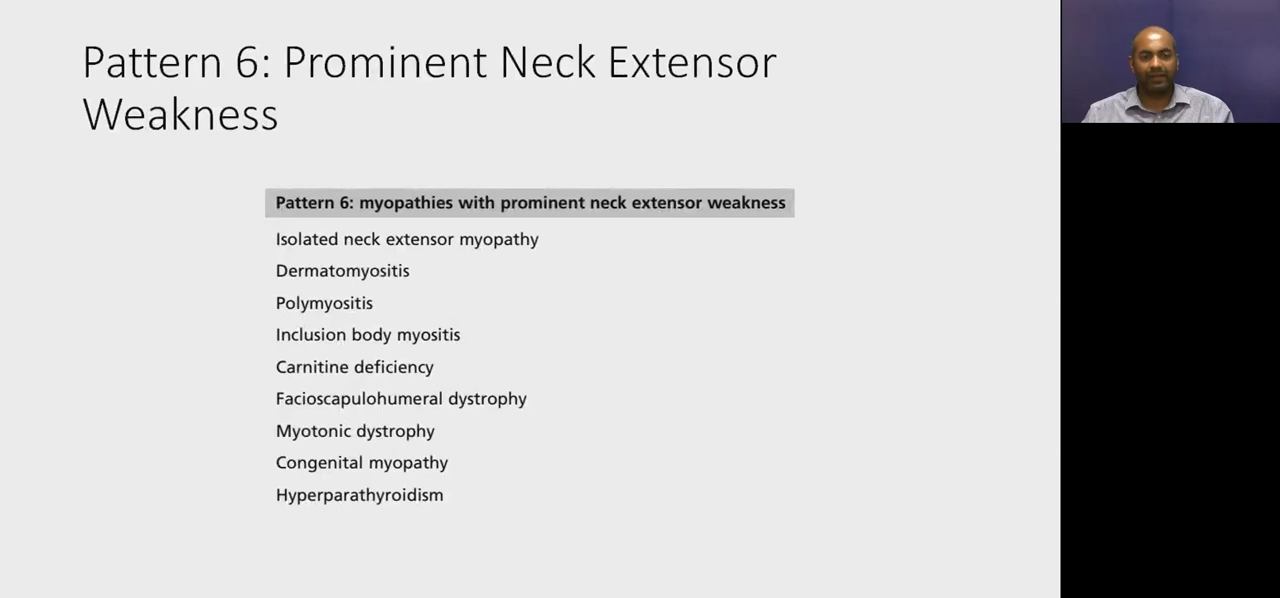 Pattern 6: Prominent Neck Extensor
Weakness
Pattern 6: myopathies with prominent neck extensor weakness
Isolated neck extensor myopathy
Dermatomyositis
Polymyositis
Inclusion body myositis
Carnitine deficiency
Facioscapulohumeral dystrophy
Myotonic dystrophy
Congenital myopathy
Hyperparathyroidism